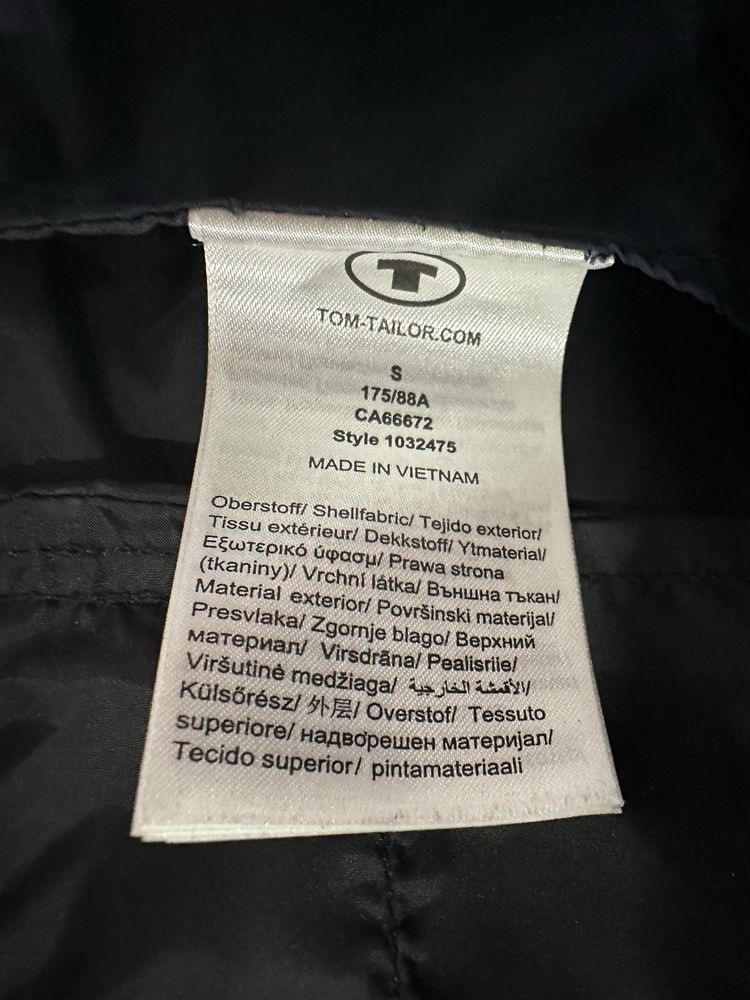 T
TOM-TAILOR.COM
S
175/88A
CA66672
Style 1032475
MADE IN VIETNAM
Oberstoff/ Shellfabric/ Tejido exterior/
Tissu extérieur/ Dekkstoff/ Ytmaterial/
Εξωτερικό ύφασμ/ Prawa strona
(tkaniny)/ Vrchní látka/ Външна тъкан/
Material exterior/ Površinski materijal/
Presvlaka/ Zgornje blago/ Верхний
материал/ Virsdrāna/ Pealisriie/
Viršutinė medžiaga/ الأقمشة الخارجية/
Külsőrész/ 外层/ Overstof/ Tessuto
superiore/ надворешен материјал/
Tecido superior/ pintamateriaali